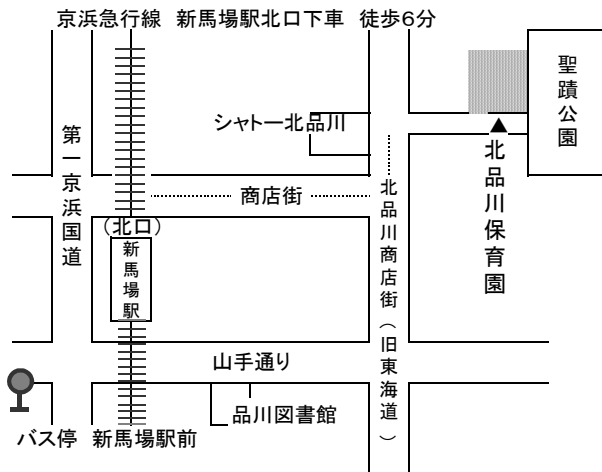 京浜急行線 新馬場駅北口下車 徒歩6分
聖蹟公園
シャトー北品川
第一京浜国道
北品川保育園
商店街
北品川商店街(旧東海道)
(北口)
新馬場駅
山手通り
品川図書館
バス停 新馬場駅前